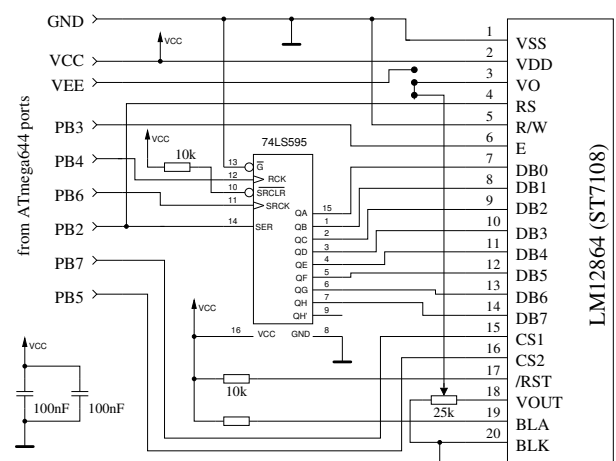 GND
VCC
VCC
VEE
PB3
PB4
PB6
PB2
PB7
PB5
from ATmega644 ports
VCC
10k
74LS595
13
G
12
RCK
10
SRCLR
11
SRCK
14
SER
QA
15
QB
1
QC
2
QD
3
QE
4
QF
5
QG
6
QH
7
QH'
9
16
VCC
GND
8
VCC
10k
VCC
100nF
100nF
25k
1
VSS
2
VDD
3
VO
4
RS
5
R/W
6
E
7
DB0
8
DB1
9
DB2
10
DB3
11
DB4
12
DB5
13
DB6
14
DB7
15
CS1
16
CS2
17
/RST
18
VOUT
19
BLA
20
BLK
LM12864 (ST7108)